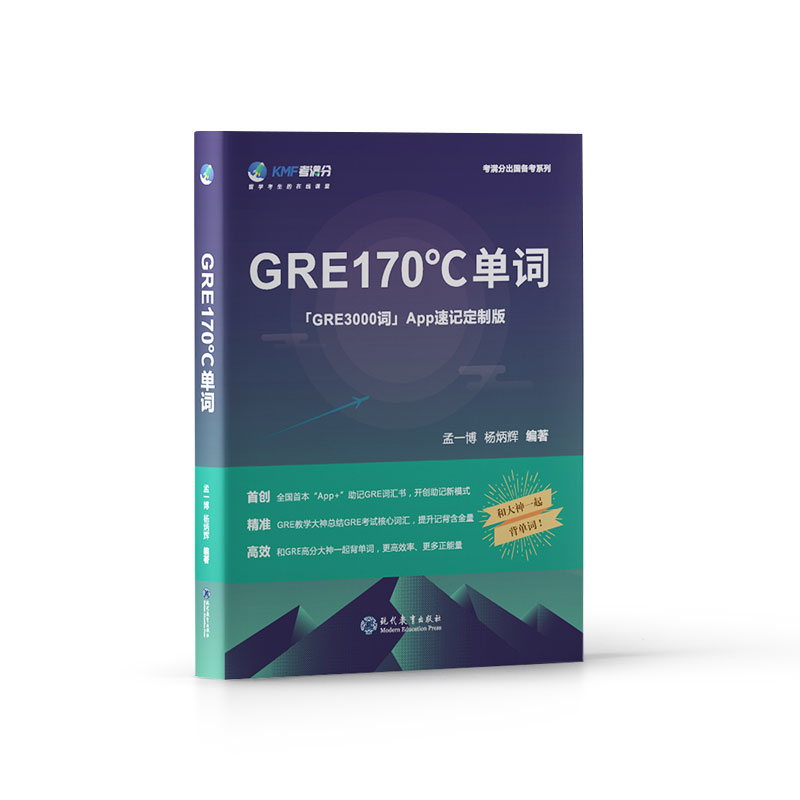 KMF考满分
留学考生的在线课堂
考满分出国备考系列
GRE170℃单词
「GRE3000词」App速记定制版
孟一博 杨炳辉 编著
首创 全国首本“App+”助记GRE词汇书，开创助记新模式
精准 GRE教学大神总结GRE考试核心词汇，提升记背含金量
高效 和GRE高分大神一起背单词，更高效率、更多正能量
和大神一起
背单词！
现代教育出版社
Modern Education Press
GRE170℃单词
孟一博 杨炳辉 编著
现代教育出版社